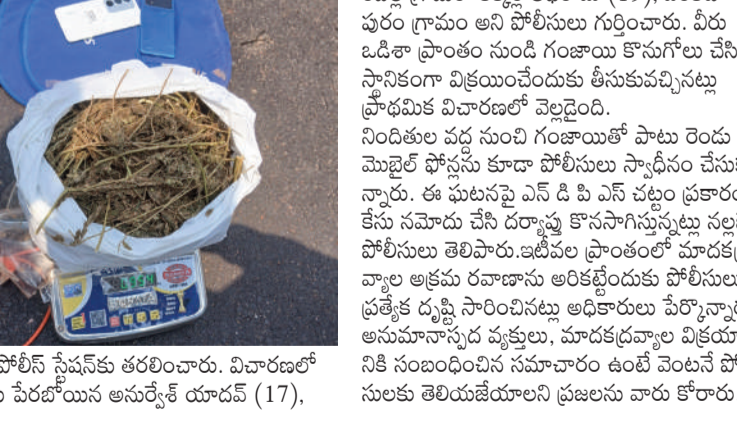 పోలీస్ స్టేషన్‌కు తరలించారు. విచారణలో
పేరబోయిన అనుర్వేశ్ యాదవ్ (17),
పురం గ్రామం అని పోలీసులు గుర్తించారు. వీరు
ఒడిశా ప్రాంతం నుండి గంజాయి కొనుగోలు చేసి
స్థానికంగా విక్రయించేందుకు తీసుకువచ్చినట్లు
ప్రాథమిక విచారణలో వెల్లడైంది.
నిందితుల వద్ద నుంచి గంజాయితో పాటు రెండు
మొబైల్ ఫోన్లను కూడా పోలీసులు స్వాధీనం చేసుకు
న్నారు. ఈ ఘటనపై ఎన్ డి పి ఎస్ చట్టం ప్రకారం
కేసు నమోదు చేసి దర్యాప్తు కొనసాగిస్తున్నట్లు
పోలీసులు తెలిపారు.ఇటీవల ప్రాంతంలో మాదకద్ర
వ్యాల అక్రమ రవాణాను అరికట్టేందుకు పోలీసులు
ప్రత్యేక దృష్టి సారించినట్లు అధికారులు పేర్కొన్నారు
అనుమానాస్పద వ్యక్తులు, మాదకద్రవ్యాల విక్రయా
నికి సంబంధించిన సమాచారం ఉంటే వెంటనే పో
సులకు తెలియజేయాలని ప్రజలను వారు కోరారు